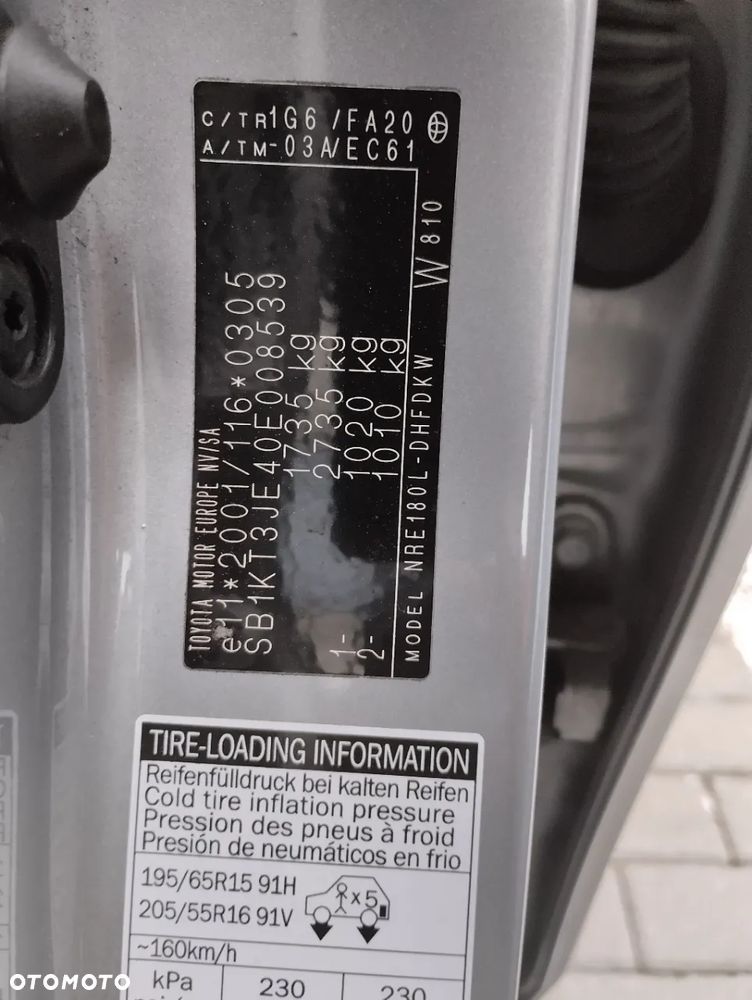 TOYOTA MOTOR EUROPE NV/SA
e11*2001/116*0305
SB1KT3JE40E008539
1735 kg
2735 kg
1- 1020 kg
2- 1010 kg
MODEL NRE180L-DHFDKW W 810
C/TR 1G6 /FA20
A/TM -03A/EC61
TIRE-LOADING INFORMATION
Reifenfülldruck bei kalten Reifen
Cold tire inflation pressure
Pression des pneus à froid
Presión de neumáticos en frio
195/65R15 91H
205/55R16 91V
x5
~160km/h
kPa 230 230
OTOMOTO